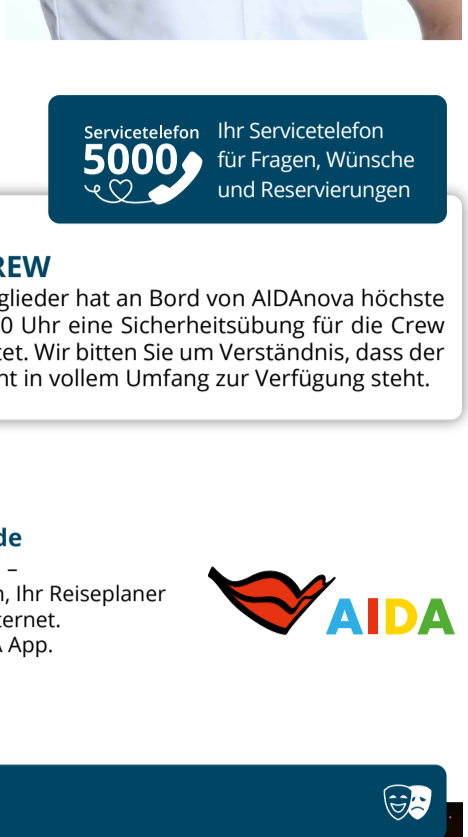 Servicetelefon
5000
Ihr Servicetelefon
für Fragen, Wünsche
und Reservierungen
REW
glieder hat an Bord von AIDAnova höchste
0 Uhr eine Sicherheitsübung für die Crew
tet. Wir bitten Sie um Verständnis, dass der
ht in vollem Umfang zur Verfügung steht.
de
–
n, Ihr Reiseplaner
ternet.
A App.
AIDA